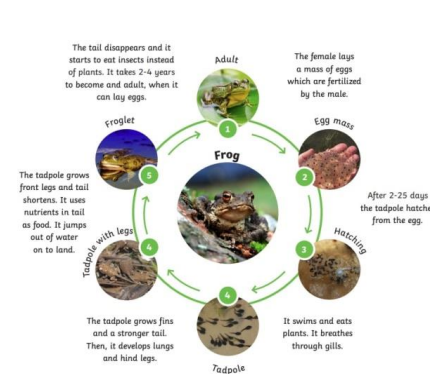 Adult
The female lays
a mass of eggs
which are fertilized
by the male.
1
Egg mass
2
After 2-25 days
the tadpole hatche
from the egg.
Hatching
3
It swims and eats
plants. It breathes
through gills.
Tadpole
4
The tadpole grows fins
and a stronger tail.
Then, it develops lungs
and hind legs.
Tadpole with legs
4
The tadpole grows
front legs and tail
shortens. It uses
nutrients in tail
as food. It jumps
out of water
on to land.
Froglet
5
The tail disappears and it
starts to eat insects instead
of plants. It takes 2-4 years
to become and adult, when it
can lay eggs.
Frog